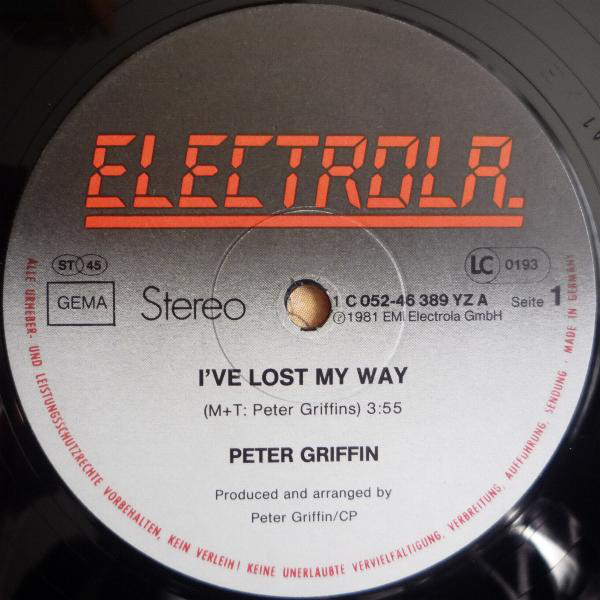 ELECTROLA.
ST 45
LC 0193
GEMA
Stereo
1 C 052-46 389 YZ A
Seite 1
℗1981 EMI Electrola GmbH
I'VE LOST MY WAY
(M+T: Peter Griffins) 3:55
PETER GRIFFIN
Produced and arranged by
Peter Griffin/CP
ALLE URHEBER- UND LEISTUNGSSCHUTZRECHTE VORBEHALTEN, KEIN VERLEIH! KEINE UNERLAUBTE VERVIELFÄLTIGUNG, VERBREITUNG, AUFFÜHRUNG, SENDUNG · MADE IN GERMANY